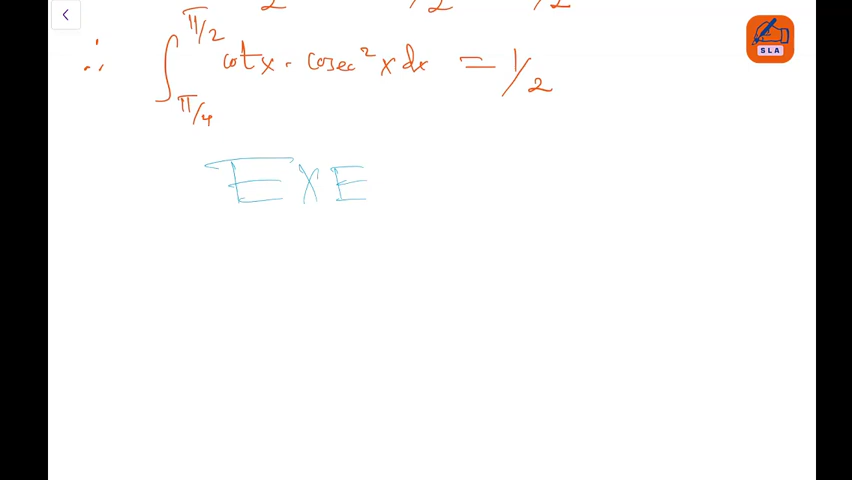 ∴ ∫_{π/4}^{π/2} cot x · cosec² x dx = 1/2
EXE
SLA